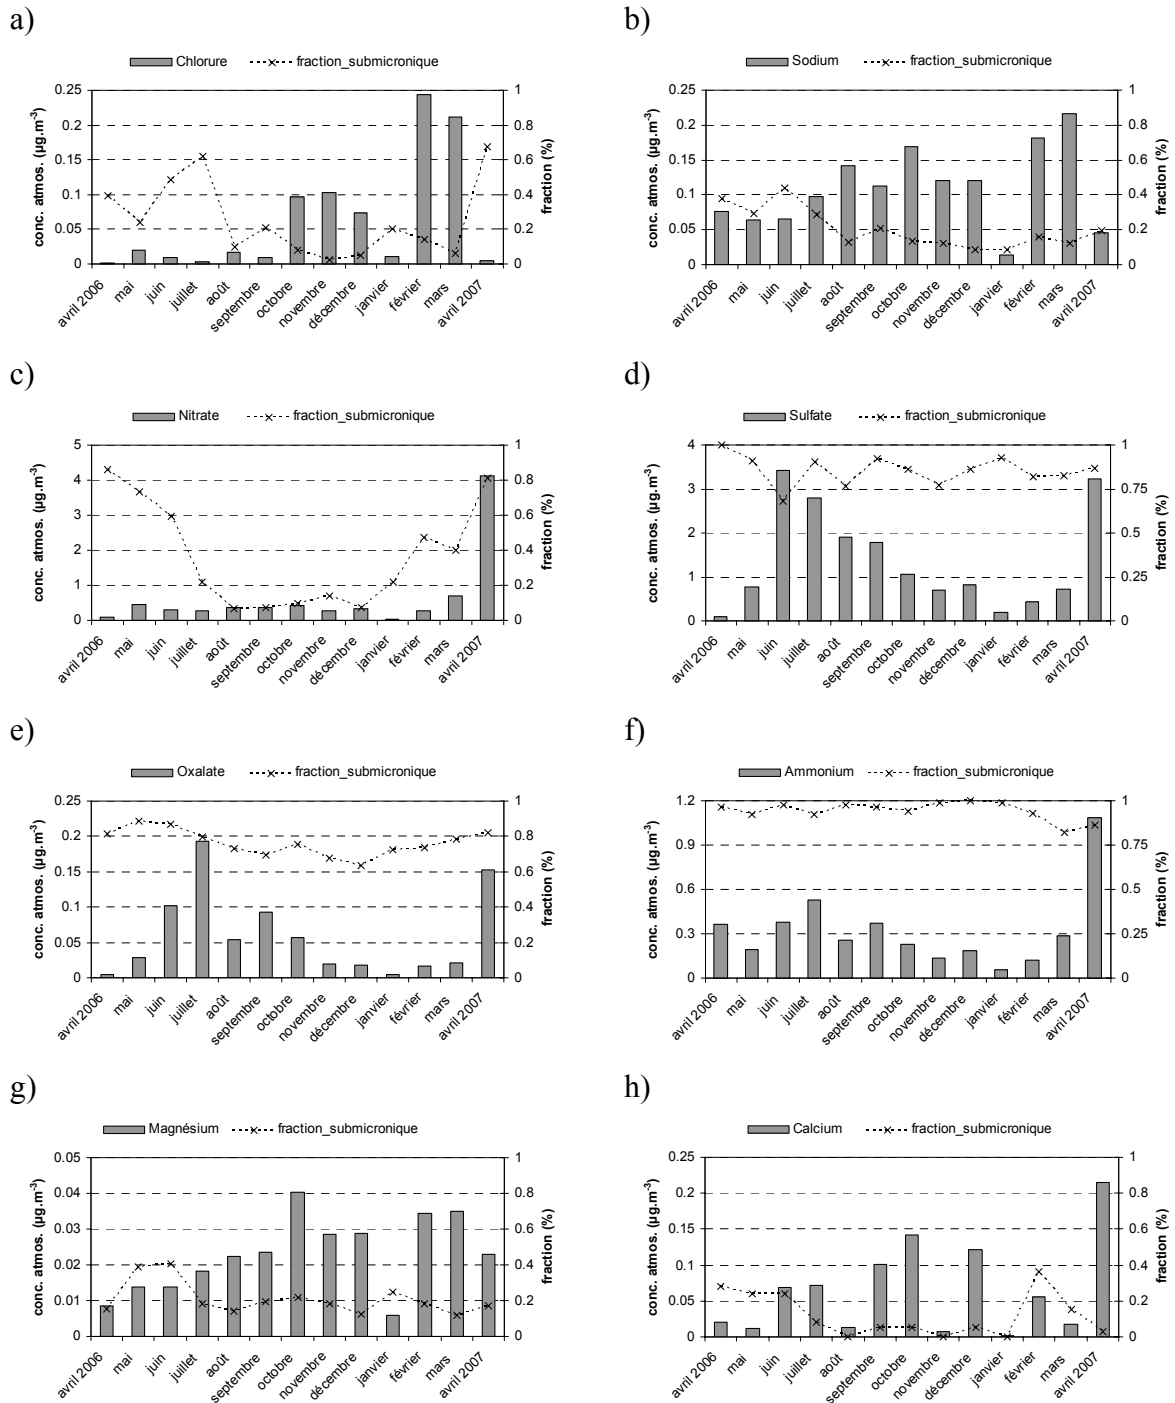 a)
Chlorure fraction_submicronique
conc. atmos. (µg.m-3)
0.25
0.2
0.15
0.1
0.05
0
1
0.8
0.6
0.4
0.2
0
fraction (%)
avril 2006 mai juin juillet août septembre octobre novembre décembre janvier février mars avril 2007
b)
Sodium fraction_submicronique
conc. atmos. (µg.m-3)
0.25
0.2
0.15
0.1
0.05
0
1
0.8
0.6
0.4
0.2
0
fraction (%)
avril 2006 mai juin juillet août septembre octobre novembre décembre janvier février mars avril 2007
c)
Nitrate fraction_submicronique
conc. atmos. (µg.m-3)
5
4
3
2
1
0
1
0.8
0.6
0.4
0.2
0
fraction (%)
avril 2006 mai juin juillet août septembre octobre novembre décembre janvier février mars avril 2007
d)
Sulfate fraction_submicronique
conc. atmos. (µg.m-3)
4
3
2
1
0
1
0.75
0.5
0.25
0
fraction (%)
avril 2006 mai juin juillet août septembre octobre novembre décembre janvier février mars avril 2007
e)
Oxalate fraction_submicronique
conc. atmos. (µg.m-3)
0.25
0.2
0.15
0.1
0.05
0
1
0.8
0.6
0.4
0.2
0
fraction (%)
avril 2006 mai juin juillet août septembre octobre novembre décembre janvier février mars avril 2007
f)
Ammonium fraction_submicronique
conc. atmos. (µg.m-3)
1.2
0.9
0.6
0.3
0
1
0.75
0.5
0.25
0
fraction (%)
avril 2006 mai juin juillet août septembre octobre novembre décembre janvier février mars avril 2007
g)
Magnésium fraction_submicronique
conc. atmos. (µg.m-3)
0.05
0.04
0.03
0.02
0.01
0
1
0.8
0.6
0.4
0.2
0
fraction (%)
avril 2006 mai juin juillet août septembre octobre novembre décembre janvier février mars avril 2007
h)
Calcium fraction_submicronique
conc. atmos. (µg.m-3)
0.25
0.2
0.15
0.1
0.05
0
1
0.8
0.6
0.4
0.2
0
fraction (%)
avril 2006 mai juin juillet août septembre octobre novembre décembre janvier février mars avril 2007